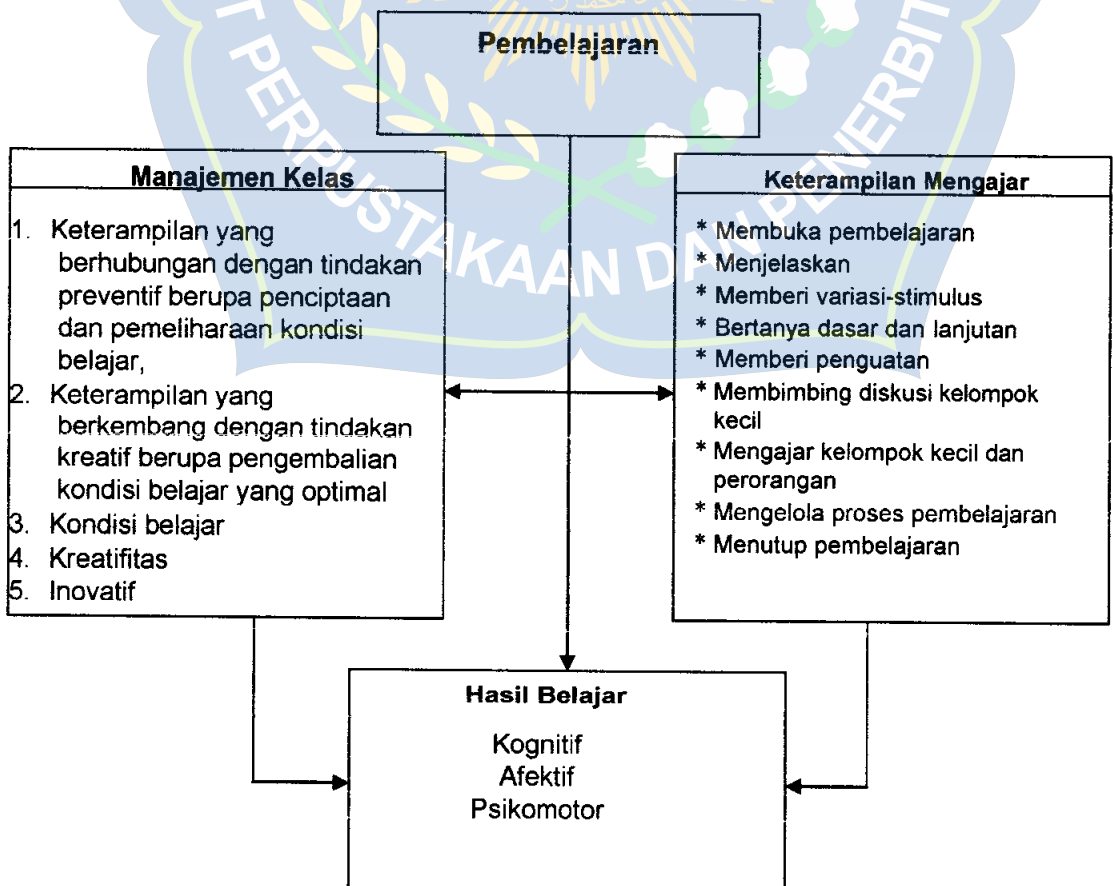 Pembelajaran
Manajemen Kelas
1. Keterampilan yang
berhubungan dengan tindakan
preventif berupa penciptaan
dan pemeliharaan kondisi
belajar,
2. Keterampilan yang
berkembang dengan tindakan
kreatif berupa pengembalian
kondisi belajar yang optimal
3. Kondisi belajar
4. Kreatifitas
5. Inovatif
Keterampilan Mengajar
* Membuka pembelajaran
* Menjelaskan
* Memberi variasi-stimulus
* Bertanya dasar dan lanjutan
* Memberi penguatan
* Membimbing diskusi kelompok
kecil
* Mengajar kelompok kecil dan
perorangan
* Mengelola proses pembelajaran
* Menutup pembelajaran
Hasil Belajar
Kognitif
Afektif
Psikomotor
PERPUSTAKAAN DAN